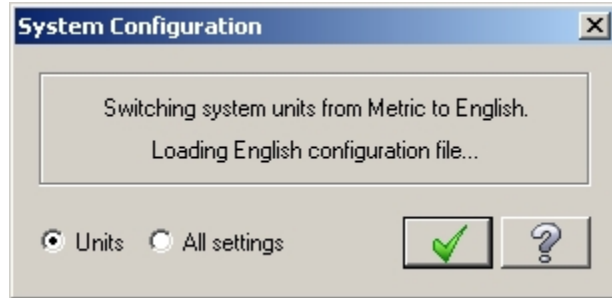 System Configuration
Switching system units from Metric to English.
Loading English configuration file...
Units All settings